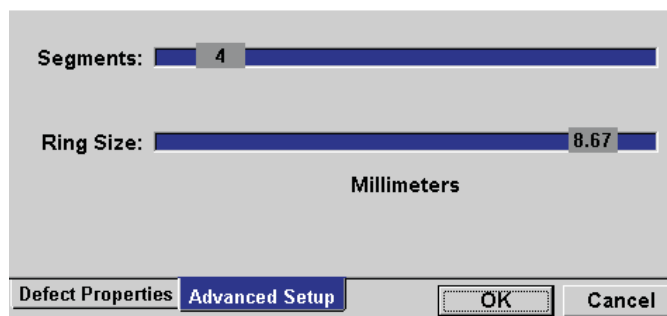 Segments: 4
Ring Size: 8.67
Millimeters
Defect Properties Advanced Setup OK Cancel